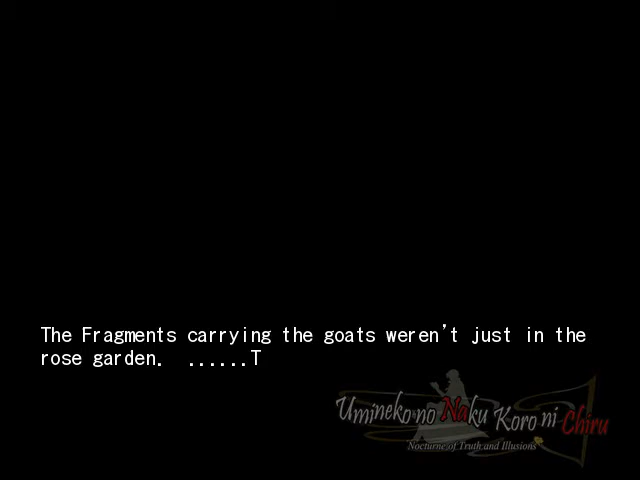 The Fragments carrying the goats weren't just in the
rose garden.  ......T
Umineko no Naku Koro ni Chiru
Nocturne of Truth and Illusions